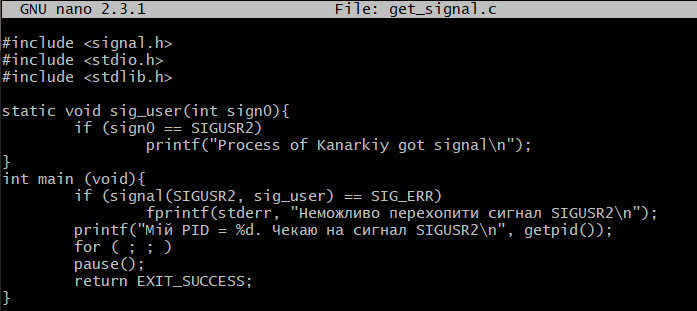 GNU nano 2.3.1 File: get_signal.c
#include <signal.h>
#include <stdio.h>
#include <stdlib.h>
static void sig_user(int sign0){
if (sign0 == SIGUSR2)
printf("Process of Kanarkiy got signal\n");
}
int main (void){
if (signal(SIGUSR2, sig_user) == SIG_ERR)
fprintf(stderr, "Неможливо перехопити сигнал SIGUSR2\n");
printf("Мій PID = %d. Чекаю на сигнал SIGUSR2\n", getpid());
for ( ; ; )
pause();
return EXIT_SUCCESS;
}